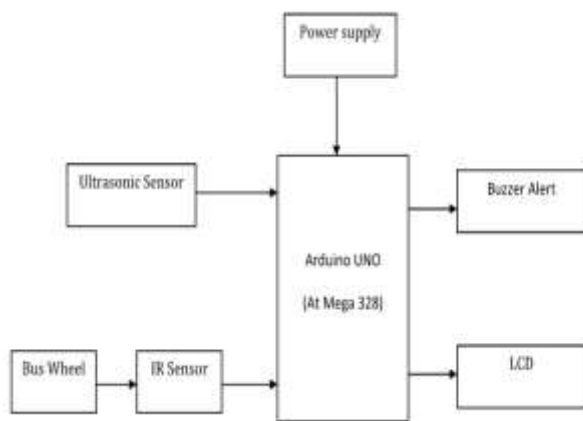 Power supply
Ultrasonic Sensor
Buzzer Alert
Arduino UNO
(At Mega 328)
Bus Wheel
IR Sensor
LCD